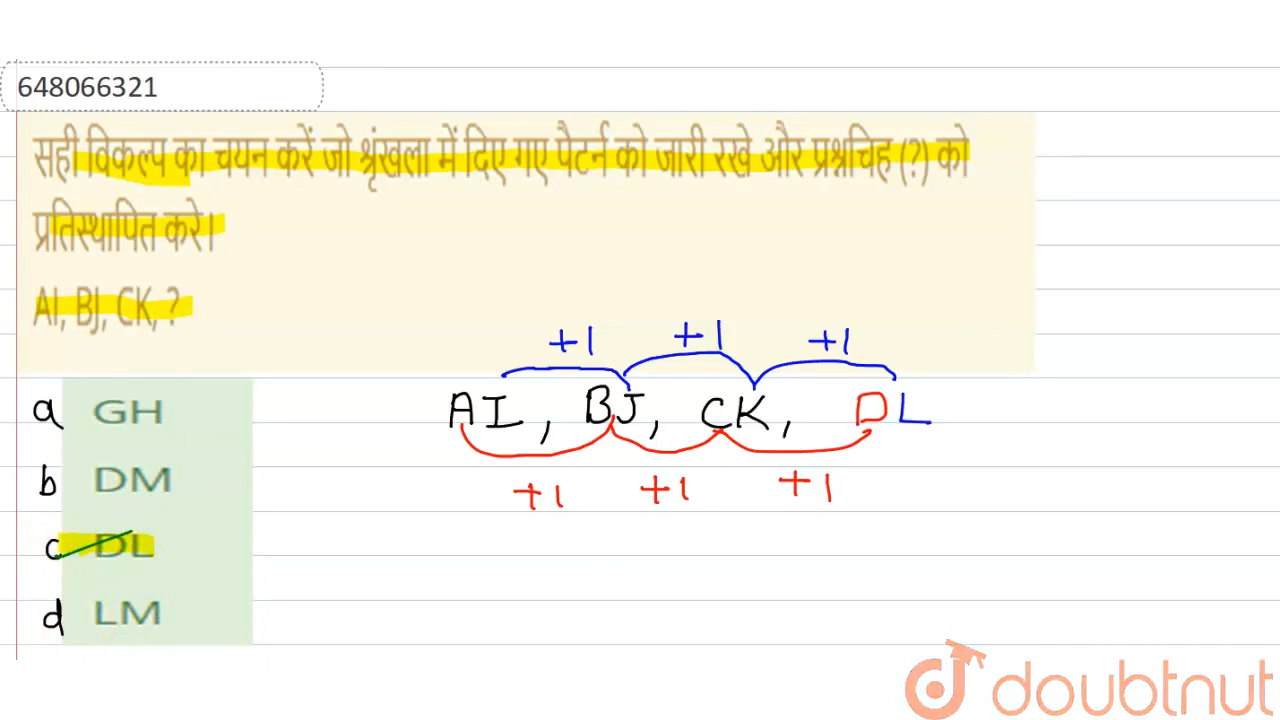 648066321
सही विकल्प का चयन करें जो श्रृंखला में दिए गए पैटर्न को जारी रखे और प्रश्नचिह (?) को
प्रतिस्थापित करे।
AI, BJ, CK, ?
+1 +1 +1
AI, BJ, CK, DL
+1 +1 +1
a GH
b DM
c DL
d LM
doubtnut